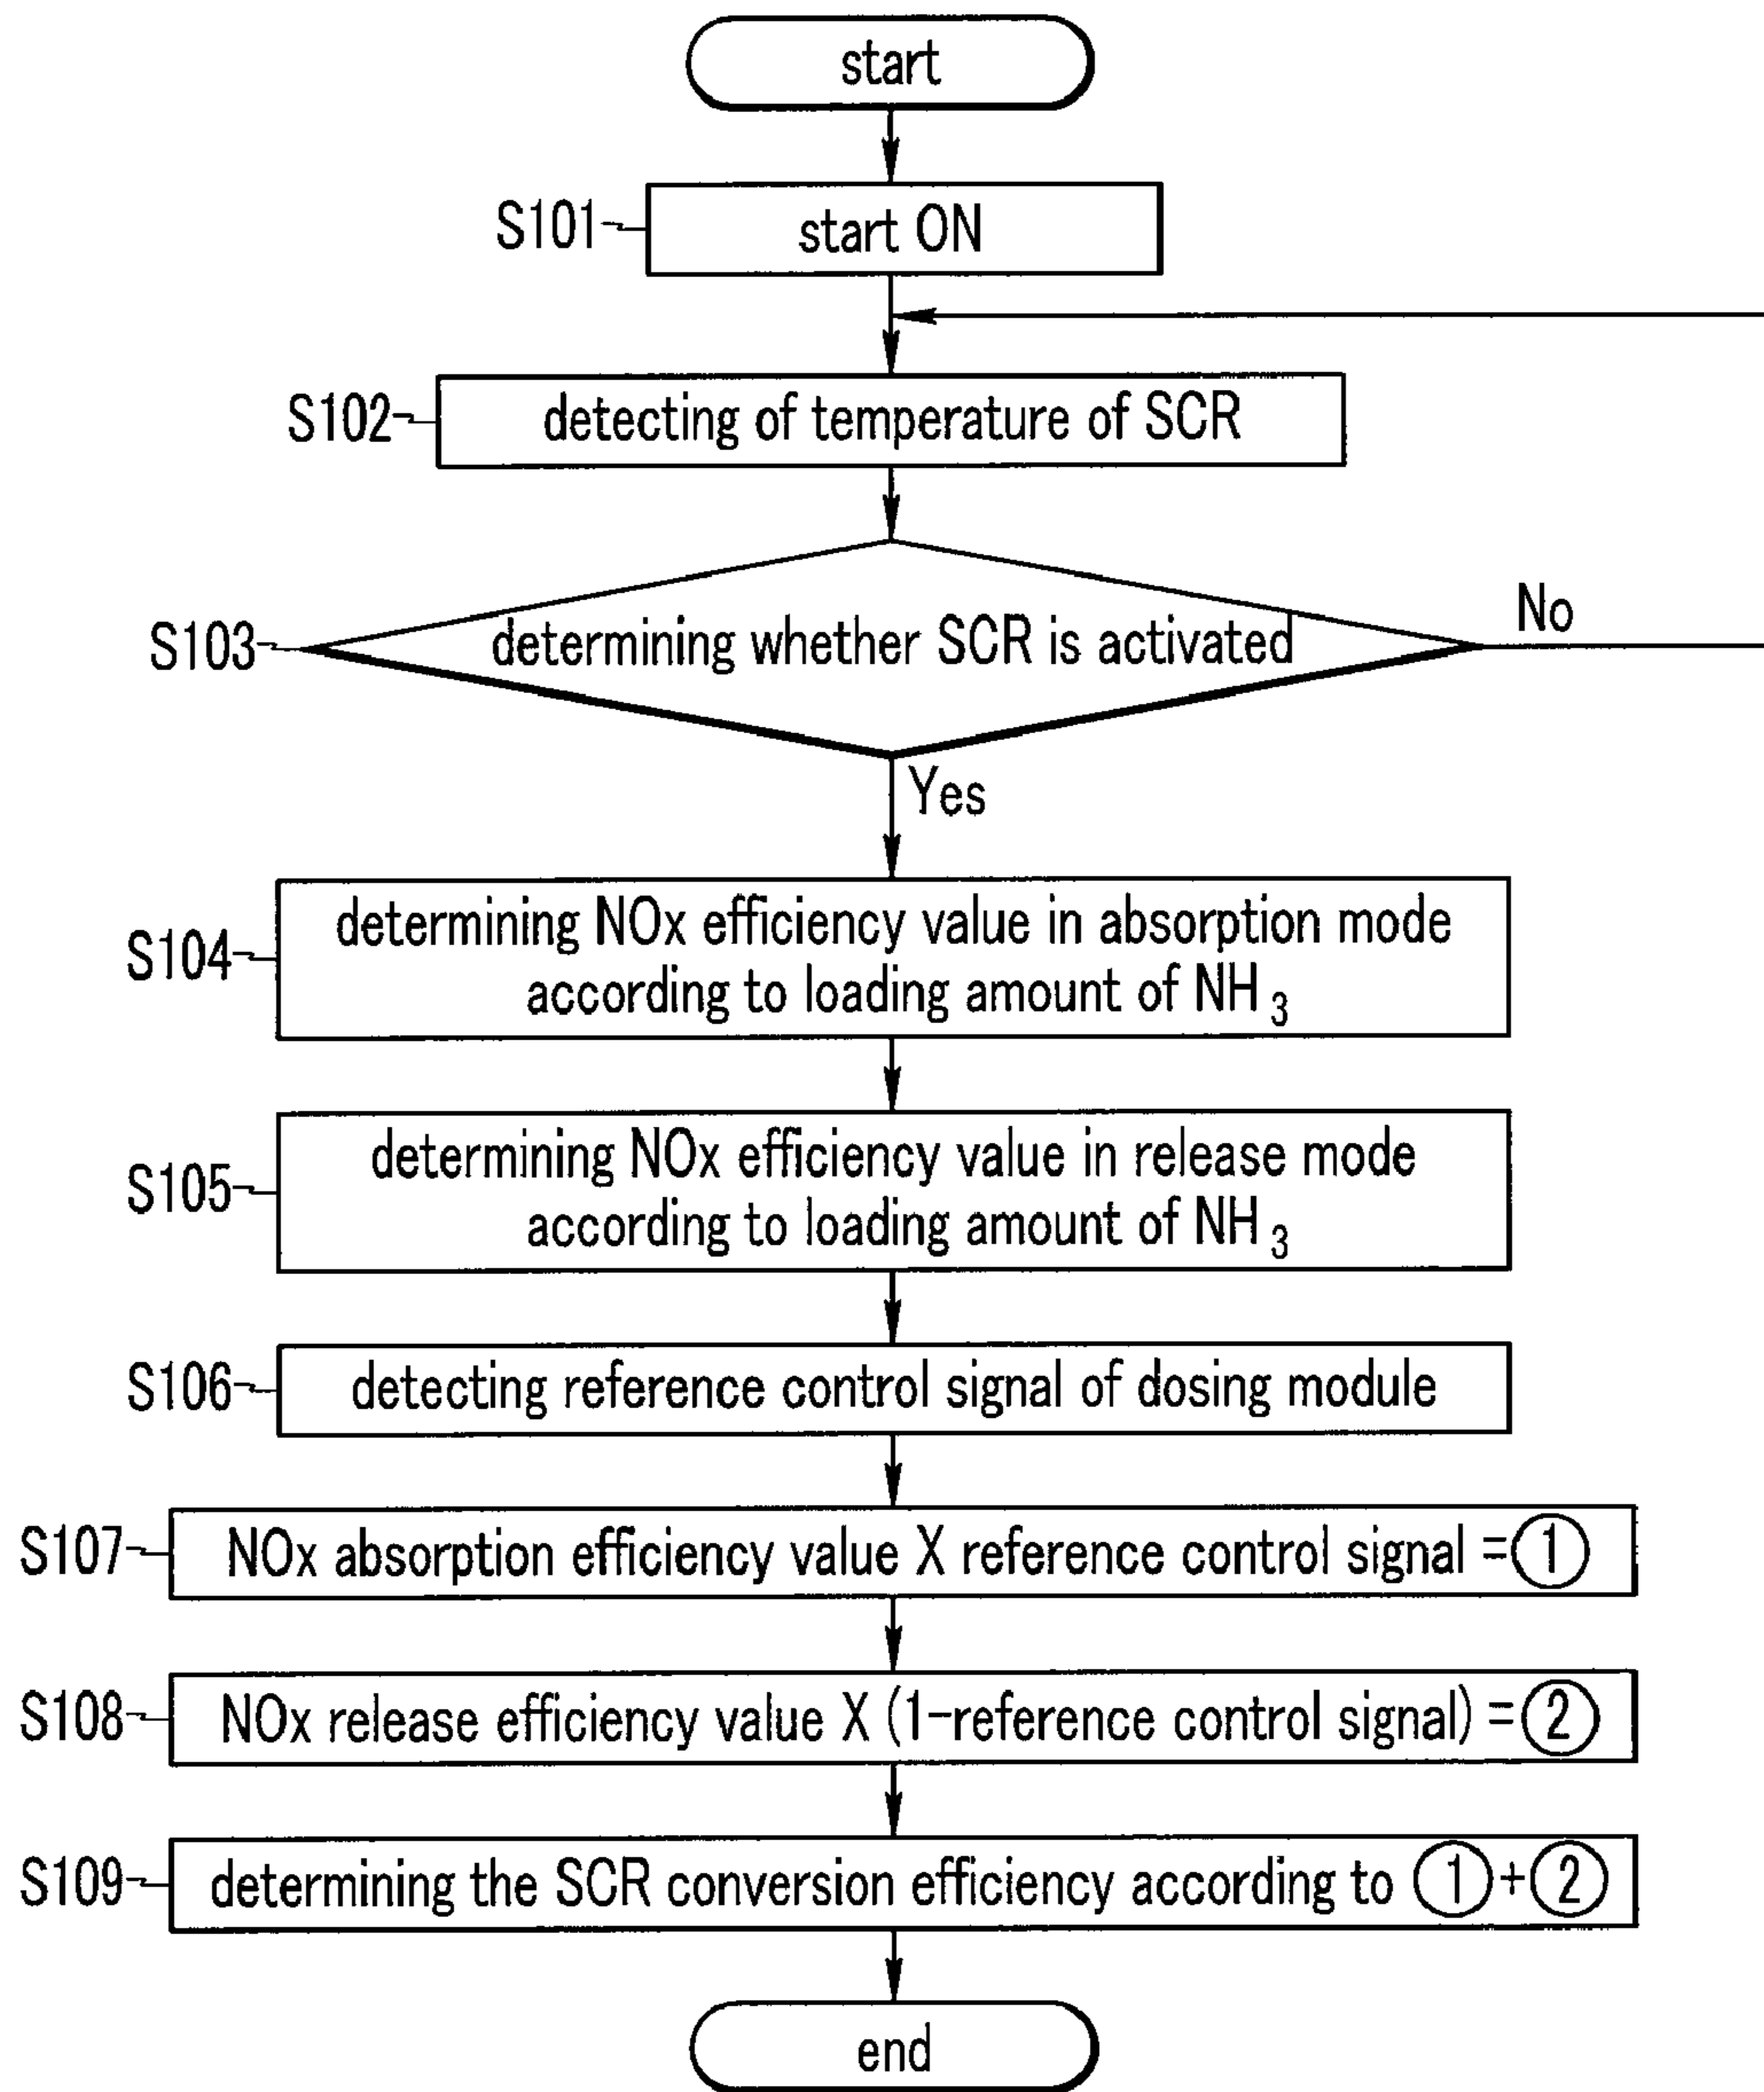 start
S101
start ON
S102
detecting of temperature of SCR
S103
determining whether SCR is activated
No
Yes
S104
determining NOx efficiency value in absorption mode
according to loading amount of NH3
S105
determining NOx efficiency value in release mode
according to loading amount of NH3
S106
detecting reference control signal of dosing module
S107
NOx absorption efficiency value X reference control signal = ①
S108
NOx release efficiency value X (1-reference control signal) = ②
S109
determining the SCR conversion efficiency according to ①+②
end